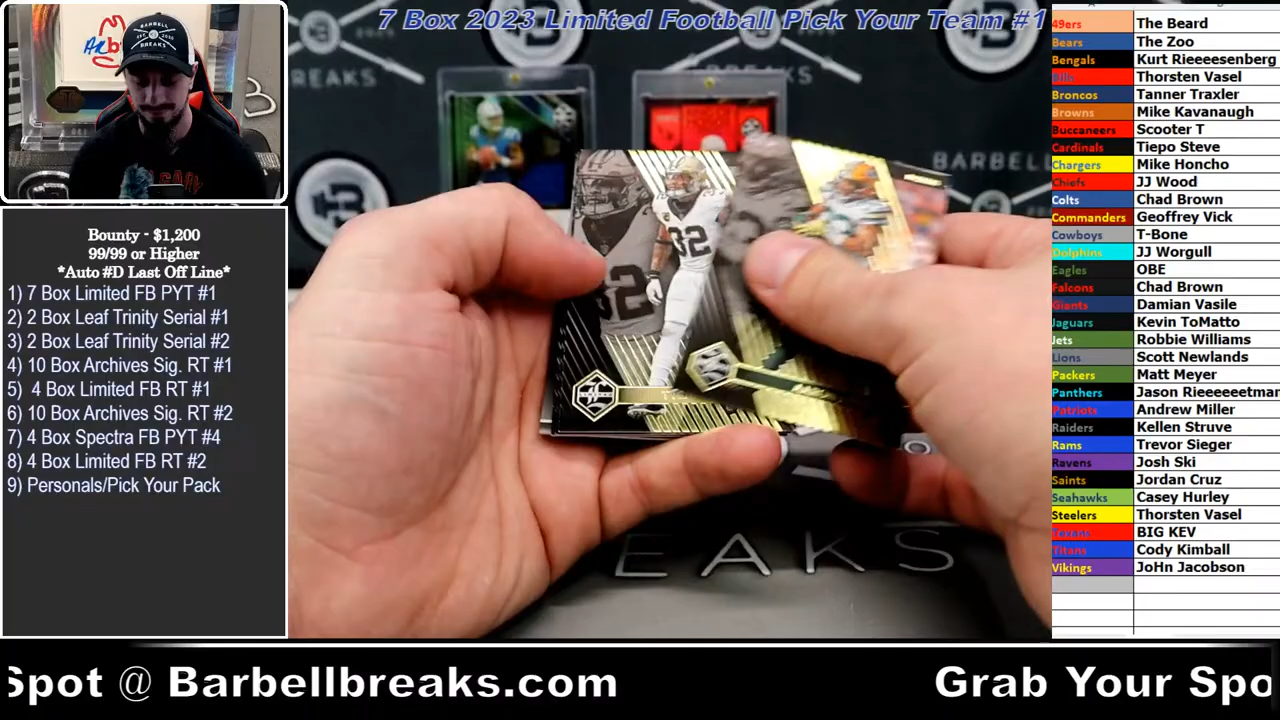 7 Box 2023 Limited Football Pick Your Team #1
Bounty - $1,200
99/99 or Higher
*Auto #D Last Off Line*
1) 7 Box Limited FB PYT #1
2) 2 Box Leaf Trinity Serial #1
3) 2 Box Leaf Trinity Serial #2
4) 10 Box Archives Sig. RT #1
5) 4 Box Limited FB RT #1
6) 10 Box Archives Sig. RT #2
7) 4 Box Spectra FB PYT #4
8) 4 Box Limited FB RT #2
9) Personals/Pick Your Pack
BARBELL
BREAKS
BREAKS
BARBELL
32
32
LIMITED
BREAKS
49ers The Beard
Bears The Zoo
Bengals Kurt Rieeeesenberg
Bills Thorsten Vasel
Broncos Tanner Traxler
Browns Mike Kavanaugh
Buccaneers Scooter T
Cardinals Tiepo Steve
Chargers Mike Honcho
Chiefs JJ Wood
Colts Chad Brown
Commanders Geoffrey Vick
Cowboys T-Bone
Dolphins JJ Worgull
Eagles OBE
Falcons Chad Brown
Giants Damian Vasile
Jaguars Kevin ToMatto
Jets Robbie Williams
Lions Scott Newlands
Packers Matt Meyer
Panthers Jason Rieeeeeetman
Patriots Andrew Miller
Raiders Kellen Struve
Rams Trevor Sieger
Ravens Josh Ski
Saints Jordan Cruz
Seahawks Casey Hurley
Steelers Thorsten Vasel
Texans BIG KEV
Titans Cody Kimball
Vikings JoHn Jacobson
Spot @ Barbellbreaks.com Grab Your Spo